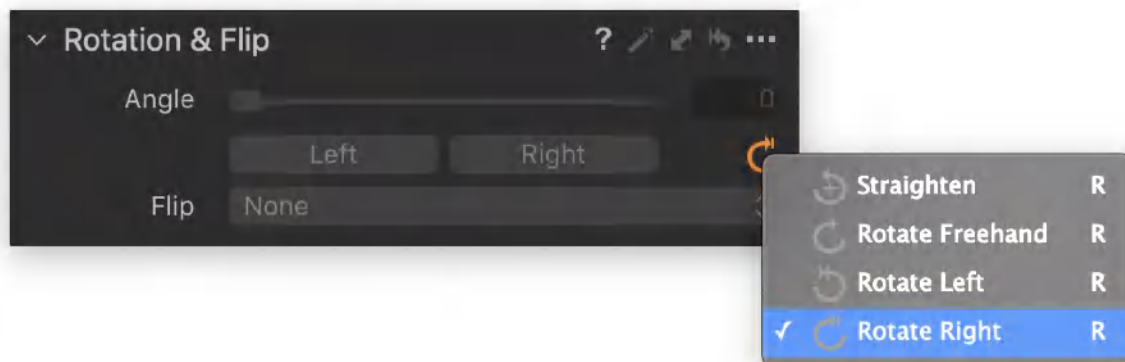 Rotation & Flip ?
Angle 0
Left Right
Flip None
Straighten R
Rotate Freehand R
Rotate Left R
✓ Rotate Right R